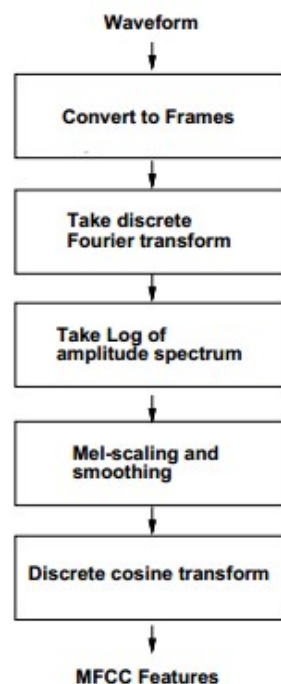 Waveform
Convert to Frames
Take discrete
Fourier transform
Take Log of
amplitude spectrum
Mel-scaling and
smoothing
Discrete cosine transform
MFCC Features